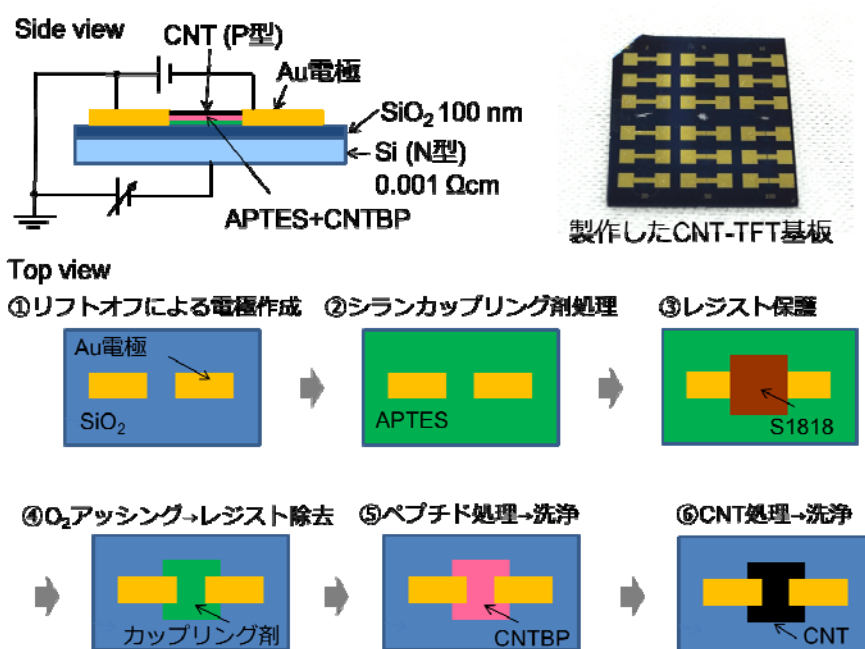 Side view
CNT (P型)
Au電極
SiO₂ 100 nm
Si (N型)
0.001 Ωcm
APTES+CNTBP
製作したCNT-TFT基板
Top view
①リフトオフによる電極作成
②シランカップリング剤処理
③レジスト保護
Au電極
SiO₂
APTES
S1818
④O₂アッシング→レジスト除去
⑤ペプチド処理→洗浄
⑥CNT処理→洗浄
カップリング剤
CNTBP
CNT